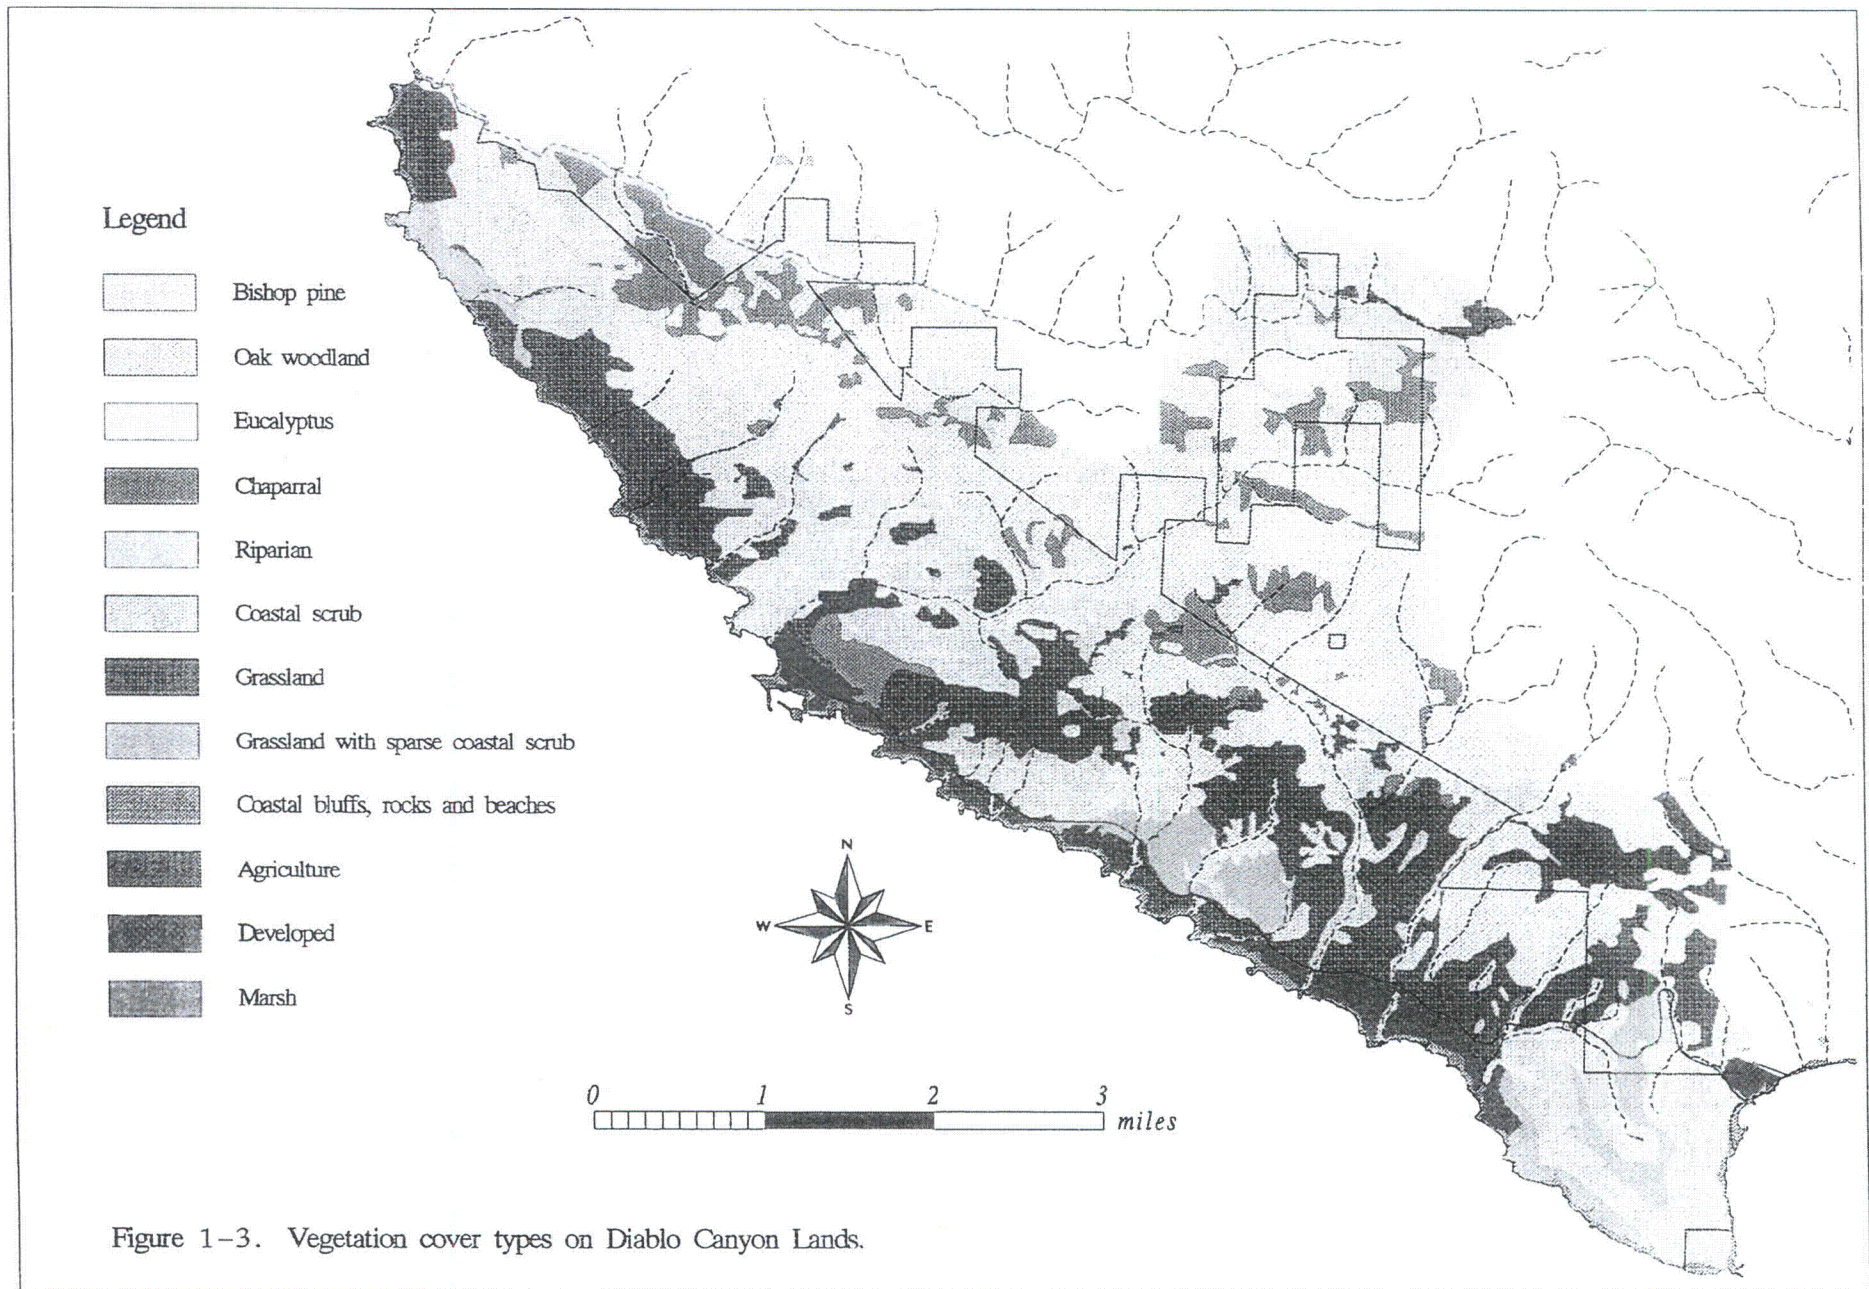 Legend
Bishop pine
Oak woodland
Eucalyptus
Chaparral
Riparian
Coastal scrub
Grassland
Grassland with sparse coastal scrub
Coastal bluffs, rocks and beaches
Agriculture
Developed
Marsh
N
W E
S
0 1 2 3
miles
Figure 1-3. Vegetation cover types on Diablo Canyon Lands.